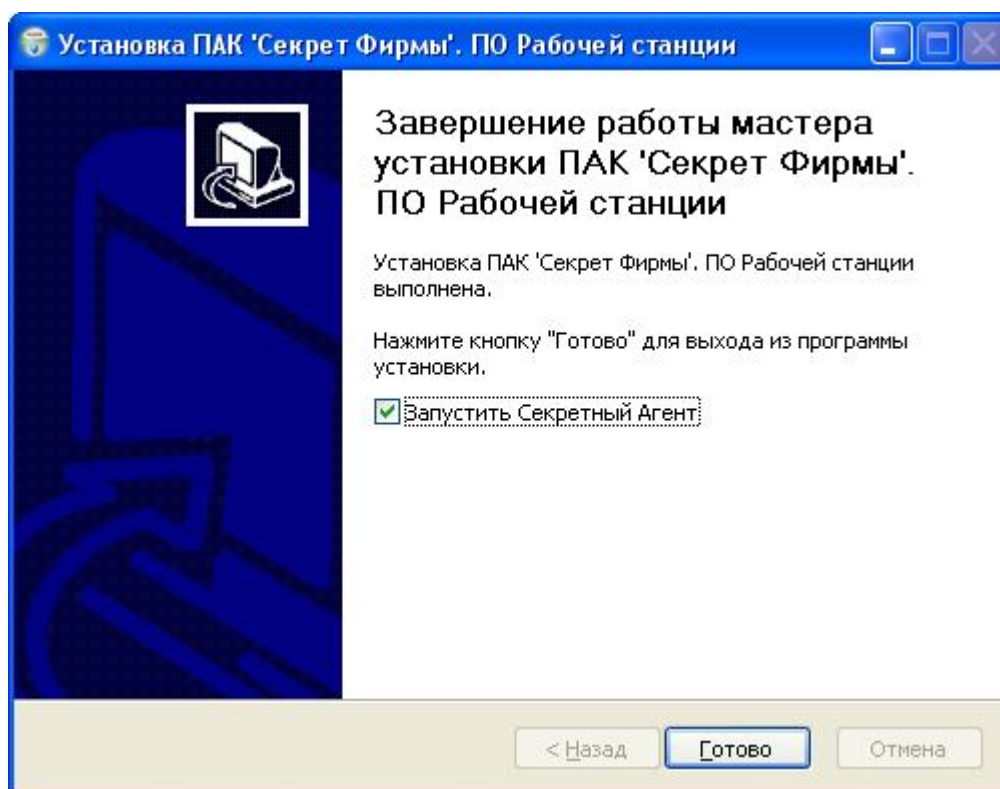 Установка ПАК 'Секрет Фирмы'. ПО Рабочей станции
Завершение работы мастера
установки ПАК 'Секрет Фирмы'.
ПО Рабочей станции
Установка ПАК 'Секрет Фирмы'. ПО Рабочей станции
выполнена.
Нажмите кнопку "Готово" для выхода из программы
установки.
Запустить Секретный Агент
< Назад Готово Отмена